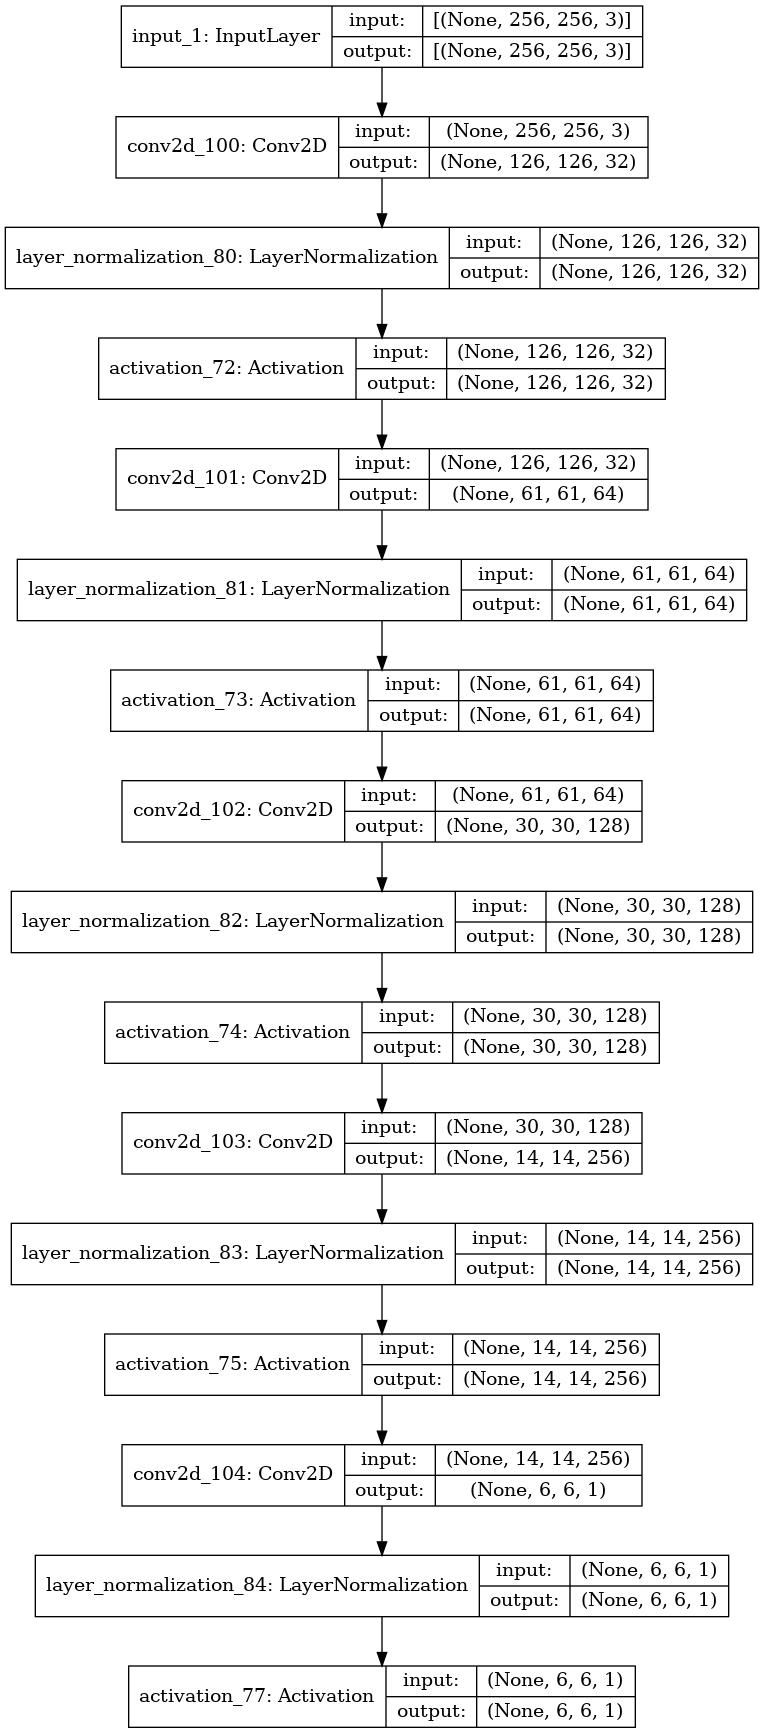 input_1: InputLayer
input:
[(None, 256, 256, 3)]
output:
[(None, 256, 256, 3)]
conv2d_100: Conv2D
input:
(None, 256, 256, 3)
output:
(None, 126, 126, 32)
layer_normalization_80: LayerNormalization
input:
(None, 126, 126, 32)
output:
(None, 126, 126, 32)
activation_72: Activation
input:
(None, 126, 126, 32)
output:
(None, 126, 126, 32)
conv2d_101: Conv2D
input:
(None, 126, 126, 32)
output:
(None, 61, 61, 64)
layer_normalization_81: LayerNormalization
input:
(None, 61, 61, 64)
output:
(None, 61, 61, 64)
activation_73: Activation
input:
(None, 61, 61, 64)
output:
(None, 61, 61, 64)
conv2d_102: Conv2D
input:
(None, 61, 61, 64)
output:
(None, 30, 30, 128)
layer_normalization_82: LayerNormalization
input:
(None, 30, 30, 128)
output:
(None, 30, 30, 128)
activation_74: Activation
input:
(None, 30, 30, 128)
output:
(None, 30, 30, 128)
conv2d_103: Conv2D
input:
(None, 30, 30, 128)
output:
(None, 14, 14, 256)
layer_normalization_83: LayerNormalization
input:
(None, 14, 14, 256)
output:
(None, 14, 14, 256)
activation_75: Activation
input:
(None, 14, 14, 256)
output:
(None, 14, 14, 256)
conv2d_104: Conv2D
input:
(None, 14, 14, 256)
output:
(None, 6, 6, 1)
layer_normalization_84: LayerNormalization
input:
(None, 6, 6, 1)
output:
(None, 6, 6, 1)
activation_77: Activation
input:
(None, 6, 6, 1)
output:
(None, 6, 6, 1)